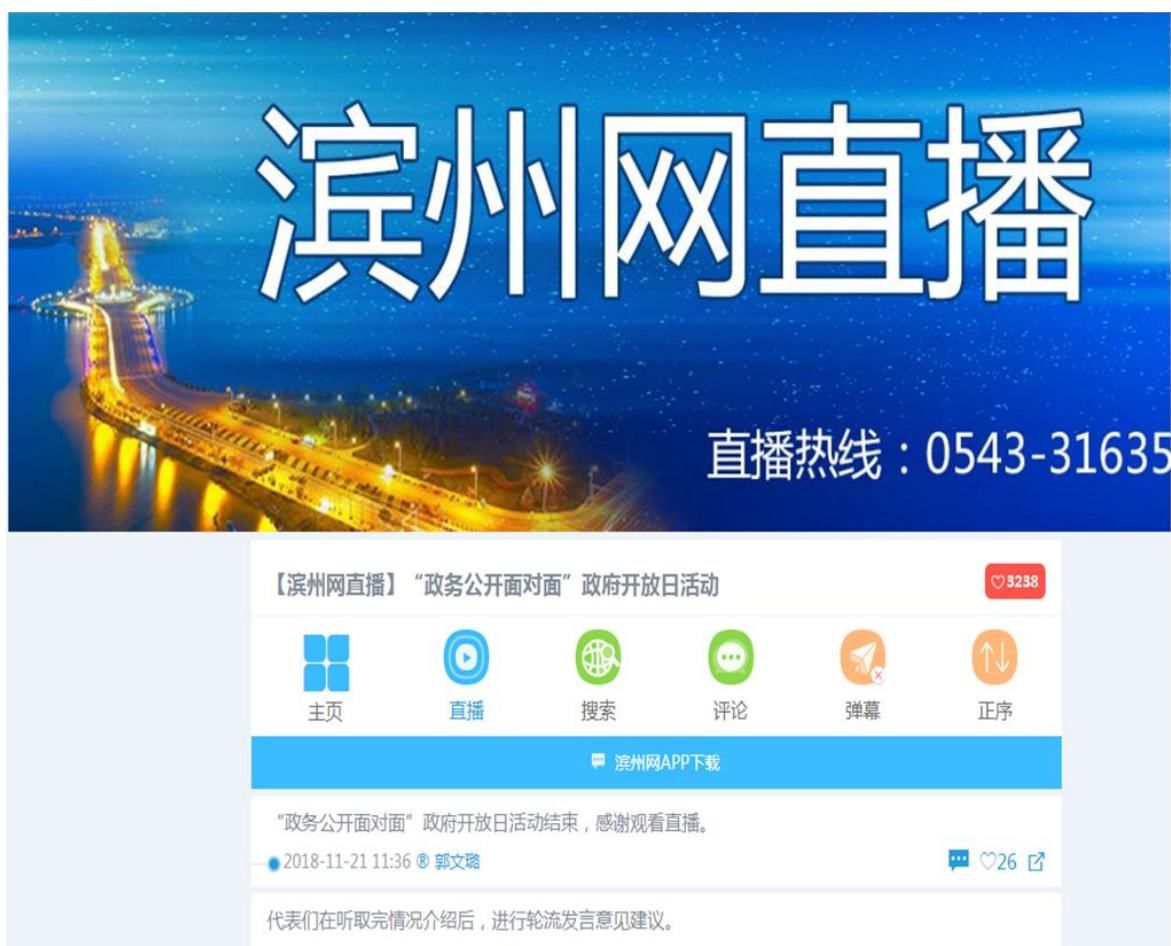 滨州网直播
直播热线：0543-31635
【滨州网直播】“政务公开面对面”政府开放日活动
♡3238
主页 直播 搜索 评论 弹幕 正序
滨州网APP下载
“政务公开面对面”政府开放日活动结束，感谢观看直播。
2018-11-21 11:36 ® 郭文璐 ♡26
代表们在听取完情况介绍后，进行轮流发言意见建议。